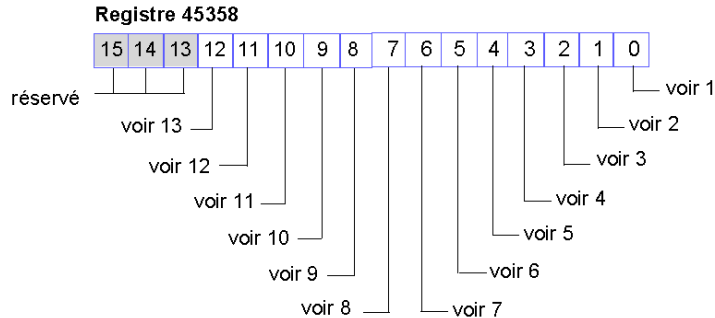 Registre 45358
15 14 13 12 11 10 9 8 7 6 5 4 3 2 1 0
réservé
voir 1
voir 13
voir 2
voir 12
voir 3
voir 11
voir 4
voir 10
voir 5
voir 9
voir 6
voir 8
voir 7